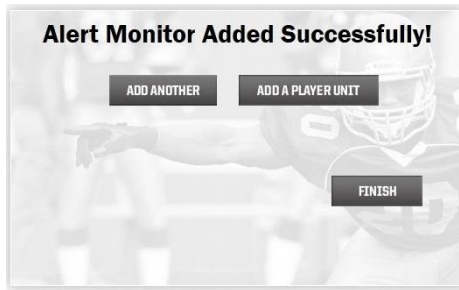 Alert Monitor Added Successfully!
ADD ANOTHER ADD A PLAYER UNIT
FINISH